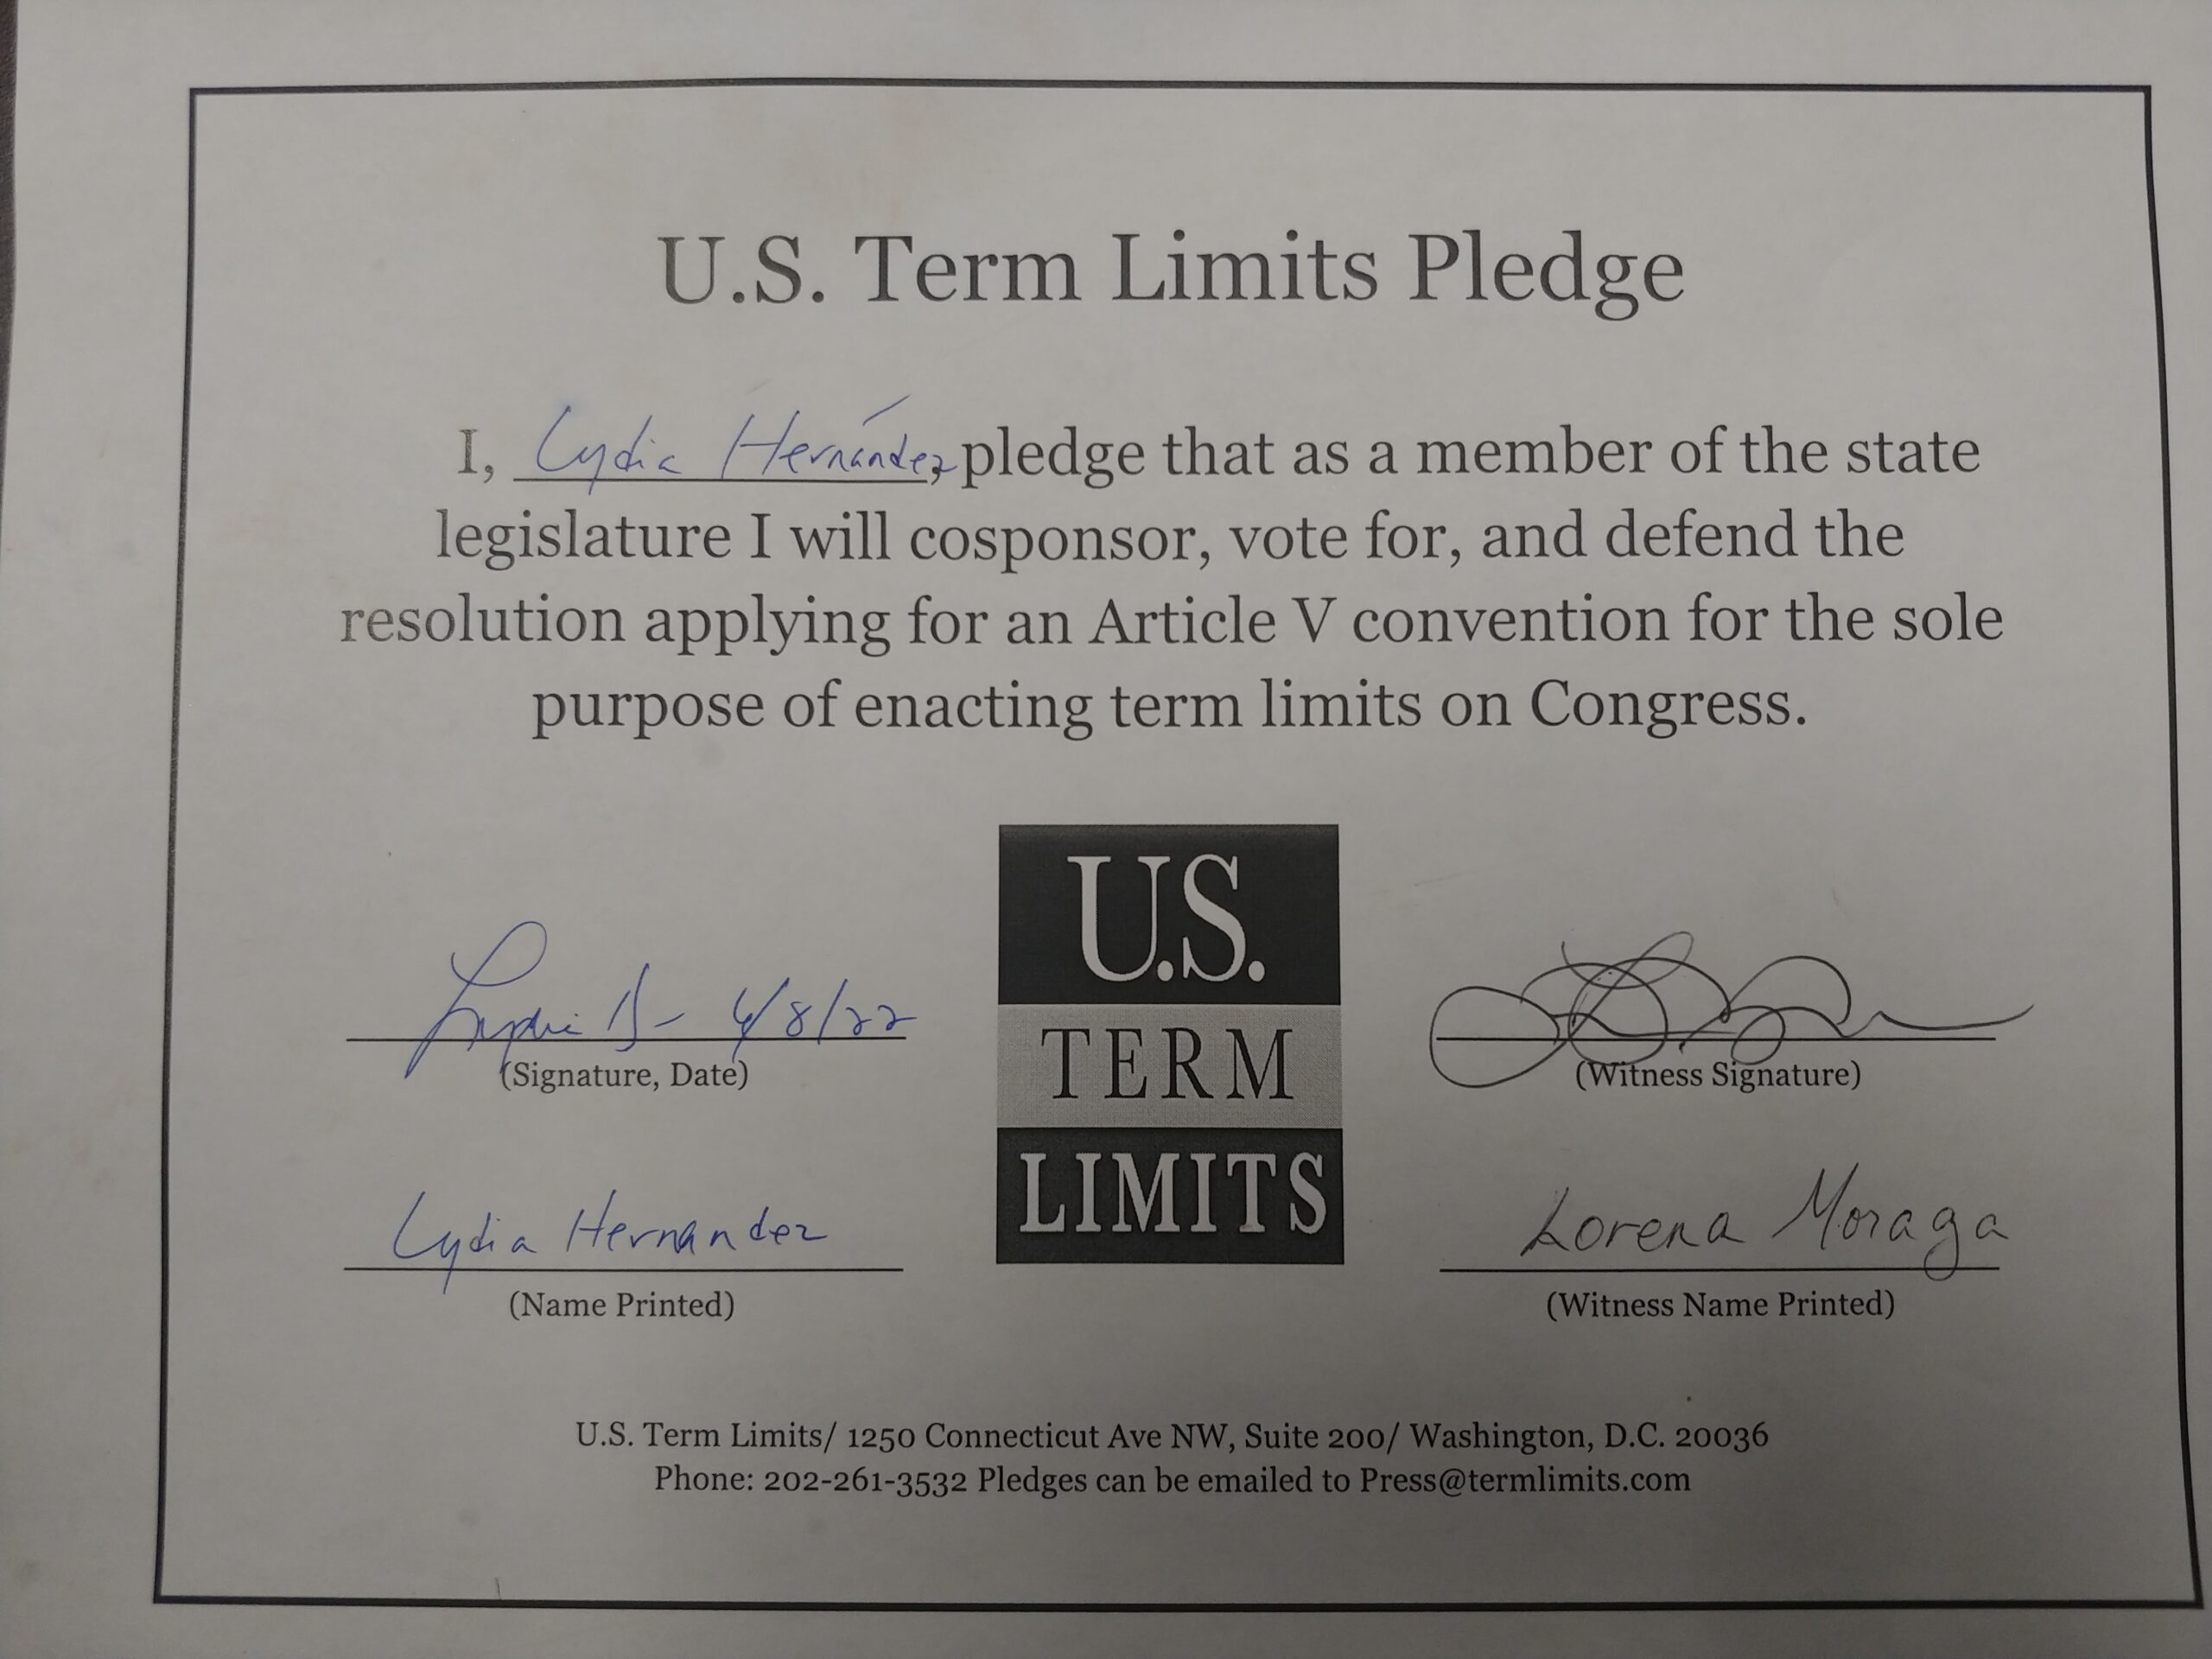 U.S. Term Limits Pledge
I, Lydia Hernández, pledge that as a member of the state
legislature I will cosponsor, vote for, and defend the
resolution applying for an Article V convention for the sole
purpose of enacting term limits on Congress.
U.S.
TERM
LIMITS
Lydia H- 6/8/22
(Signature, Date)
(Witness Signature)
Lydia Hernandez
Lorena Moraga
(Name Printed)
(Witness Name Printed)
U.S. Term Limits/ 1250 Connecticut Ave NW, Suite 200/ Washington, D.C. 20036
Phone: 202-261-3532 Pledges can be emailed to Press@termlimits.com